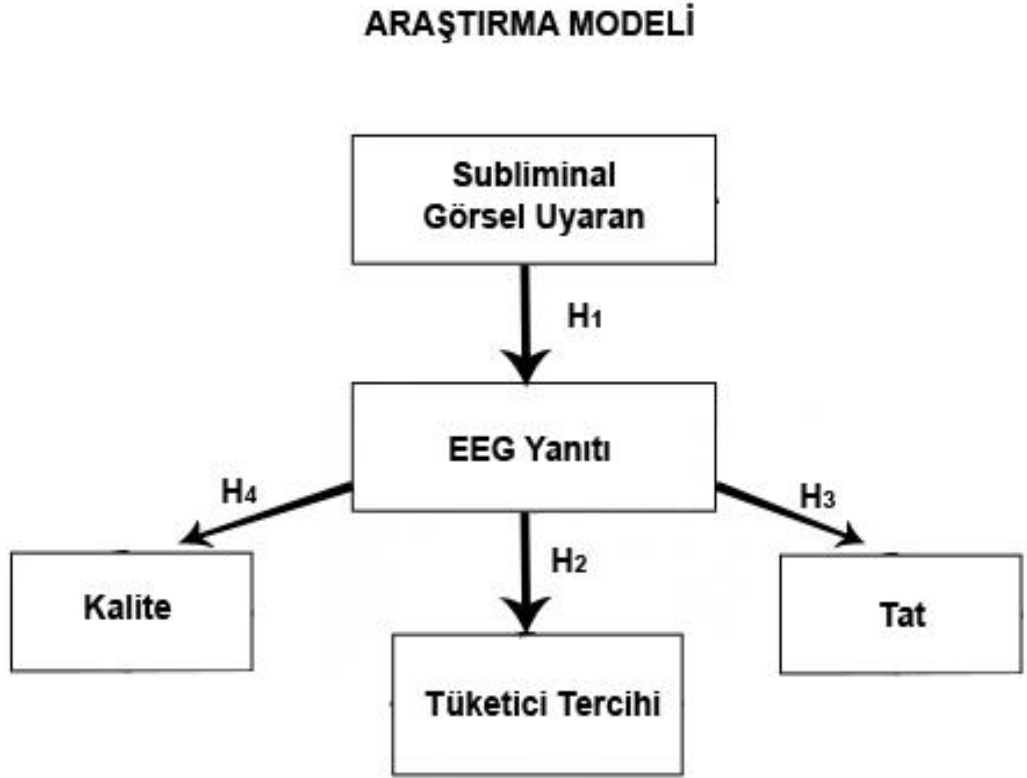 ARAŞTIRMA MODELİ
Subliminal
Görsel Uyaran
H1
EEG Yanıtı
H4
H3
H2
Kalite
Tat
Tüketici Tercihi